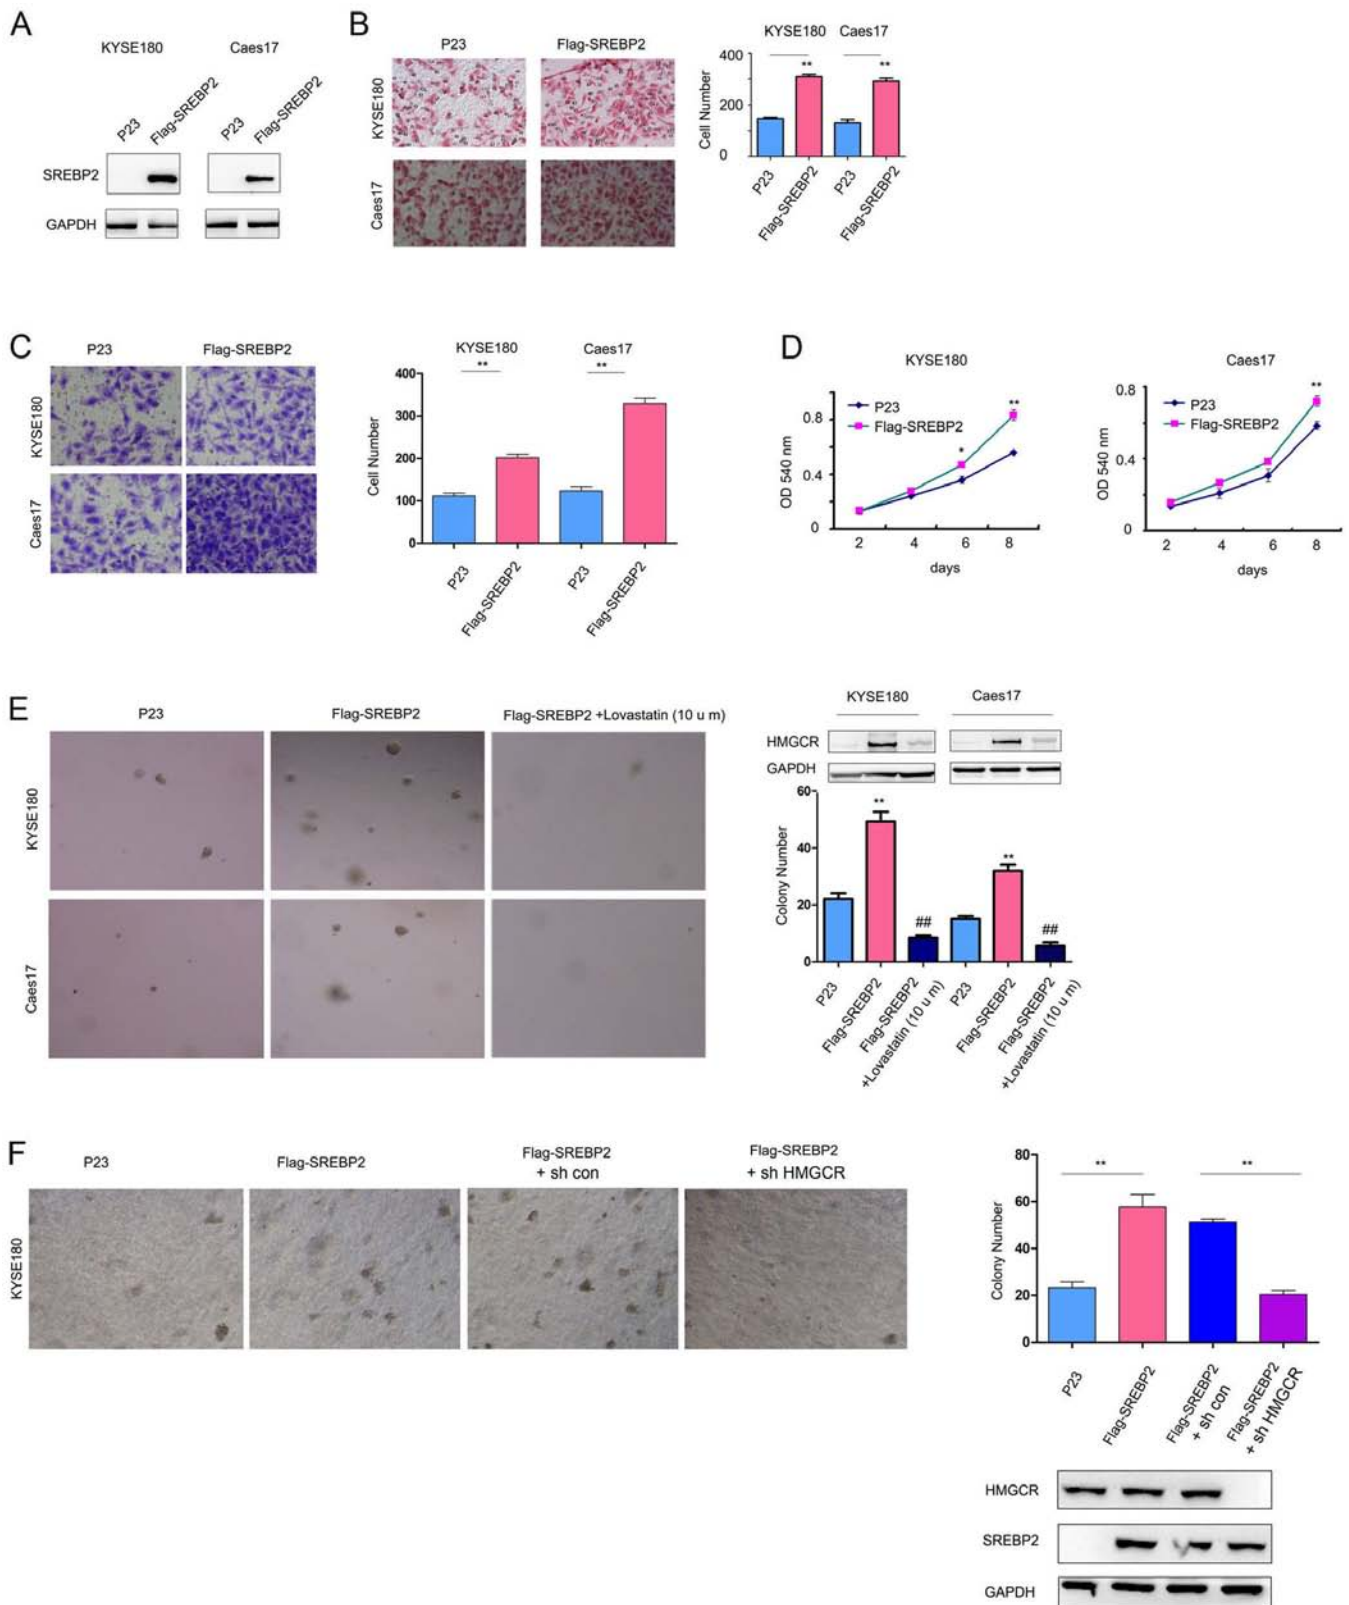 A
KYSE180 Caes17
P23 Flag-SREBP2 P23 Flag-SREBP2
SREBP2
GAPDH
B
P23 Flag-SREBP2
KYSE180
Caes17
KYSE180 Caes17
** **
Cell Number
400
200
0
P23 Flag-SREBP2 P23 Flag-SREBP2
C
P23 Flag-SREBP2
KYSE180
Caes17
KYSE180 Caes17
** **
Cell Number
400
300
200
100
0
P23 Flag-SREBP2 P23 Flag-SREBP2
D
KYSE180
P23
Flag-SREBP2
* **
OD 540 nm
0.8
0.4
0
2 4 6 8
days
Caes17
P23
Flag-SREBP2
**
OD 540 nm
0.8
0.4
0
2 4 6 8
days
E
P23 Flag-SREBP2 Flag-SREBP2 +Lovastatin (10 u m)
KYSE180
Caes17
KYSE180 Caes17
HMGCR
GAPDH
Colony Number
60
40
20
0
** ## ** ##
P23 Flag-SREBP2 Flag-SREBP2 +Lovastatin (10 u m) P23 Flag-SREBP2 Flag-SREBP2 +Lovastatin (10 u m)
F
P23 Flag-SREBP2 Flag-SREBP2 + sh con Flag-SREBP2 + sh HMGCR
KYSE180
Colony Number
80
60
40
20
0
** **
P23 Flag-SREBP2 Flag-SREBP2 + sh con Flag-SREBP2 + sh HMGCR
HMGCR
SREBP2
GAPDH